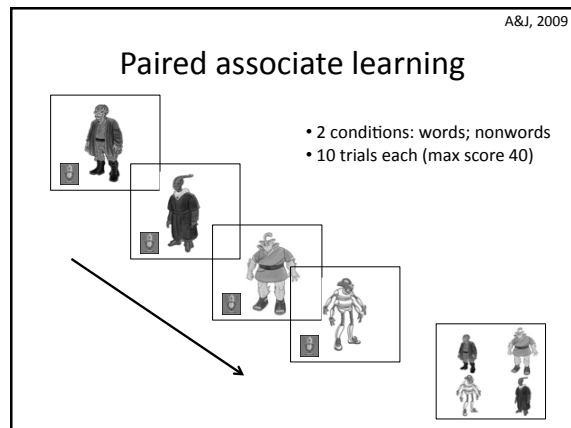 A&J, 2009
Paired associate learning
• 2 conditions: words; nonwords
• 10 trials each (max score 40)